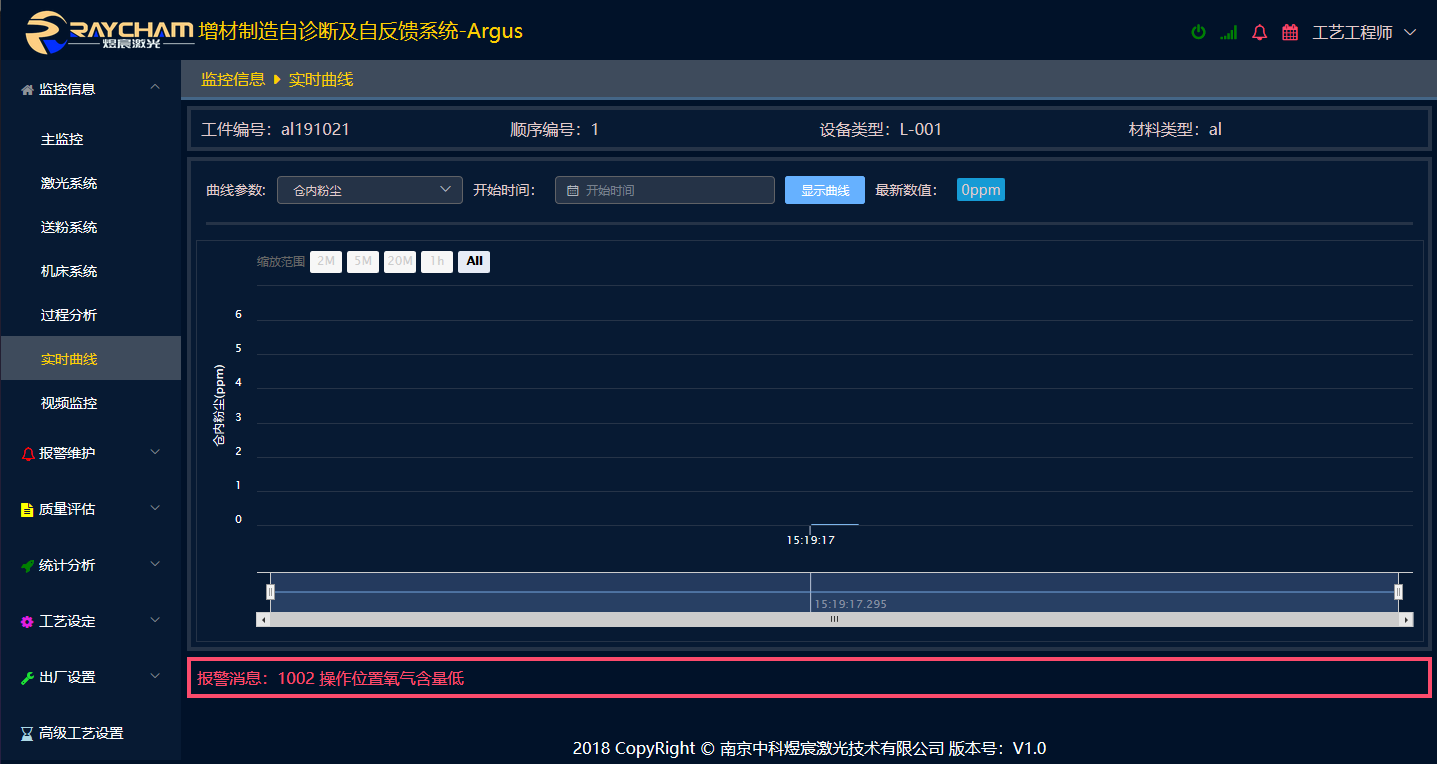 RAYCHAM
煜宸激光
增材制造自诊断及自反馈系统-Argus
工艺工程师
监控信息
主监控
激光系统
送粉系统
机床系统
过程分析
实时曲线
视频监控
报警维护
质量评估
统计分析
工艺设定
出厂设置
高级工艺设置
监控信息 实时曲线
工件编号：al191021 顺序编号：1 设备类型：L-001 材料类型：al
曲线参数: 仓内粉尘 开始时间： 开始时间 显示曲线 最新数值： 0ppm
缩放范围 2M 5M 20M 1h All
仓内粉尘(ppm)
6
5
4
3
2
1
0
15:19:17
15:19:17.295
报警消息：1002 操作位置氧气含量低
2018 CopyRight © 南京中科煜宸激光技术有限公司 版本号：V1.0